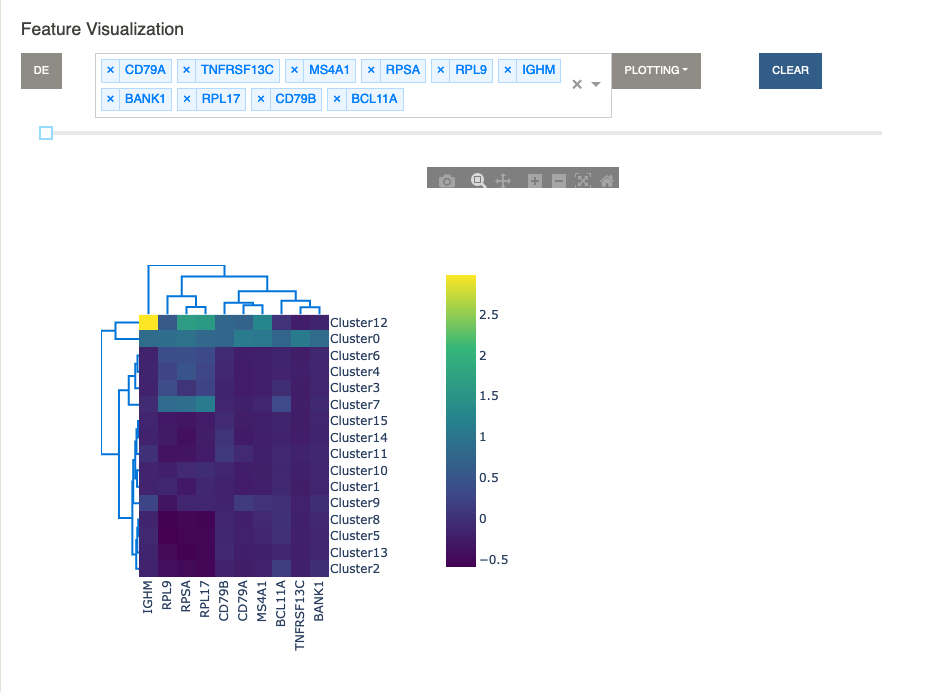 Feature Visualization
DE
× CD79A × TNFRSF13C × MS4A1 × RPSA × RPL9 × IGHM
× BANK1 × RPL17 × CD79B × BCL11A
PLOTTING
CLEAR
Cluster12
Cluster0
Cluster6
Cluster4
Cluster3
Cluster7
Cluster15
Cluster14
Cluster11
Cluster10
Cluster1
Cluster9
Cluster8
Cluster5
Cluster13
Cluster2
IGHM
RPL9
RPSA
RPL17
CD79B
CD79A
MS4A1
BCL11A
TNFRSF13C
BANK1
2.5
2
1.5
1
0.5
0
−0.5